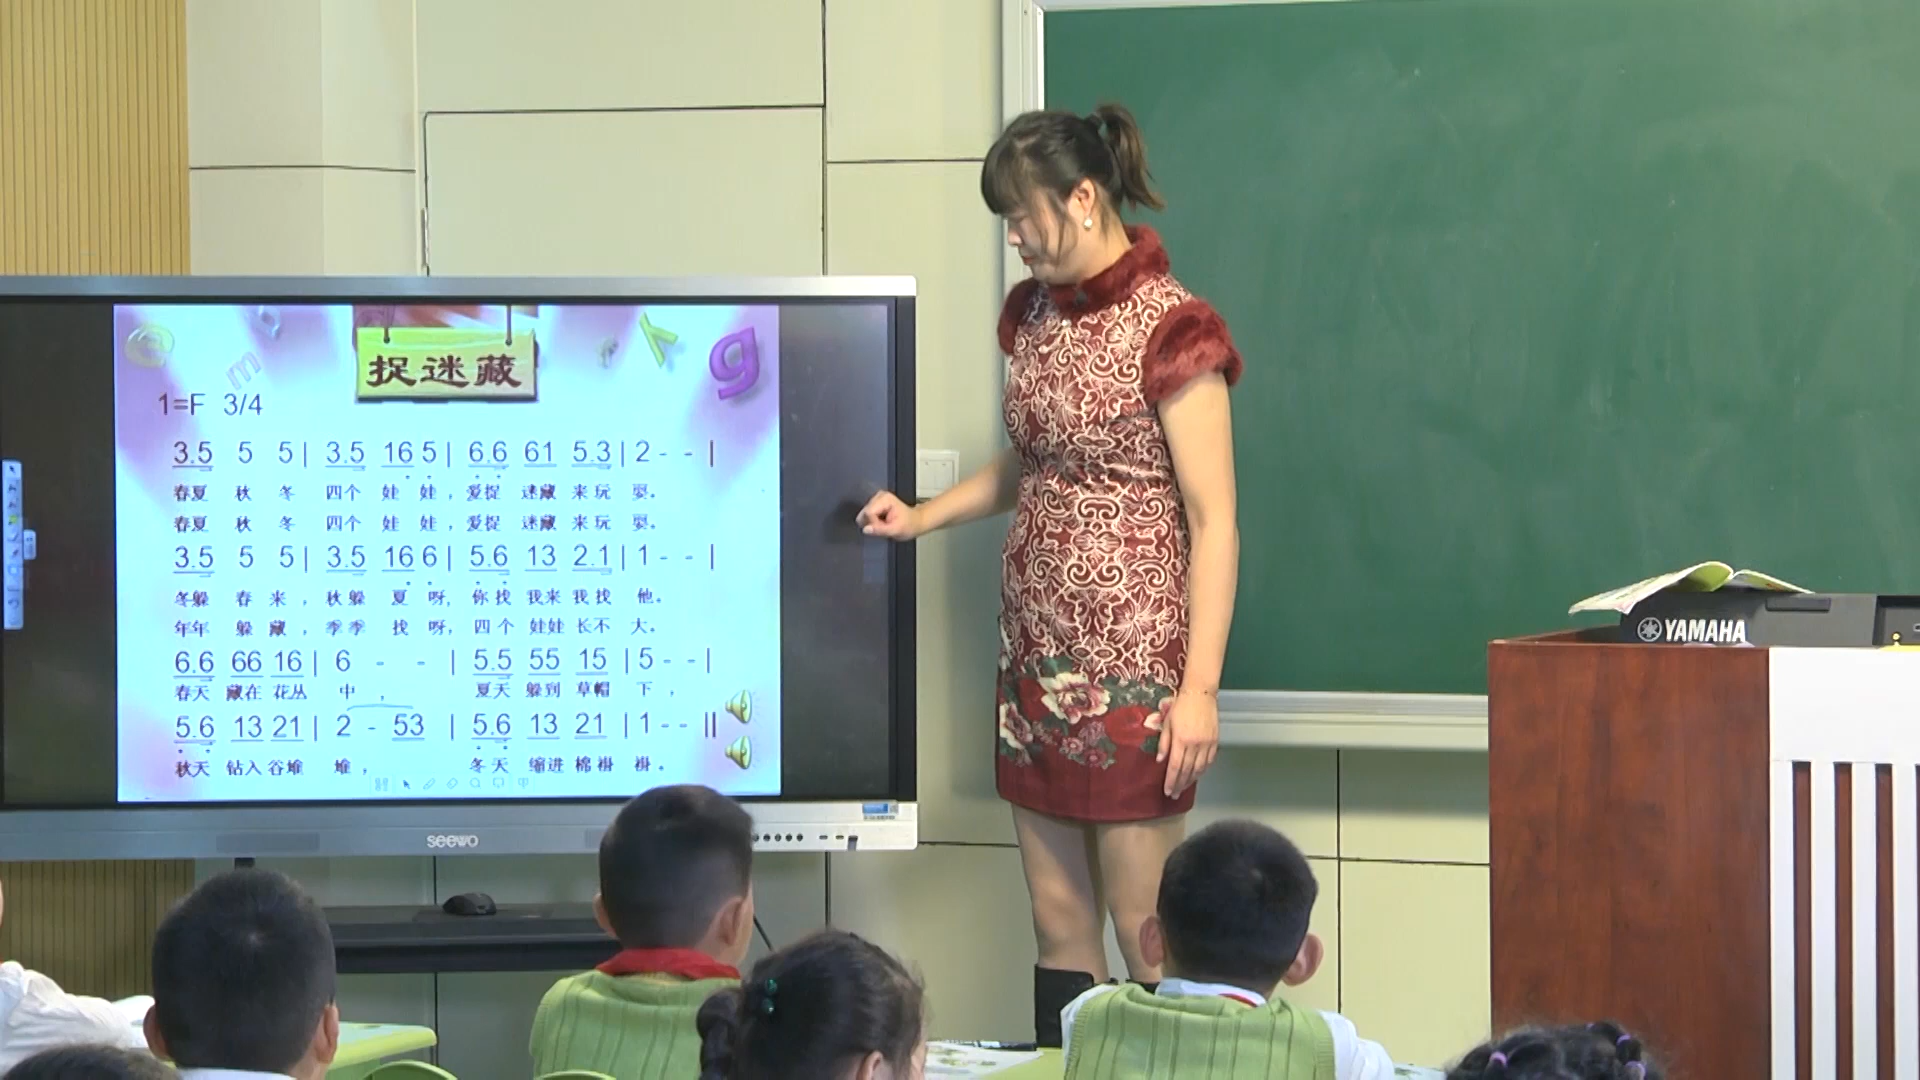 捉迷藏
1=F 3/4
3.5 5 5 | 3.5 16 5 | 6.6 61 5.3 | 2 - - |
春夏 秋 冬 四个 娃 娃，爱捉 迷藏 来 玩 耍。
春夏 秋 冬 四个 娃 娃，爱捉 迷藏 来 玩 耍。
3.5 5 5 | 3.5 16 6 | 5.6 13 2.1 | 1 - - |
冬躲 春 来，秋躲 夏 呀，你找 我来 我找 他。
年年 躲 藏，季季 找 呀，四个 娃娃 长不 大。
6.6 66 16 | 6 - - | 5.5 55 15 | 5 - - |
春天 藏在 花丛 中， 夏天 躲到 草帽 下，
5.6 13 21 | 2 - 53 | 5.6 13 21 | 1 - - ||
秋天 钻入 谷堆 堆， 冬天 缩进 棉褂 褂。
seewo
YAMAHA